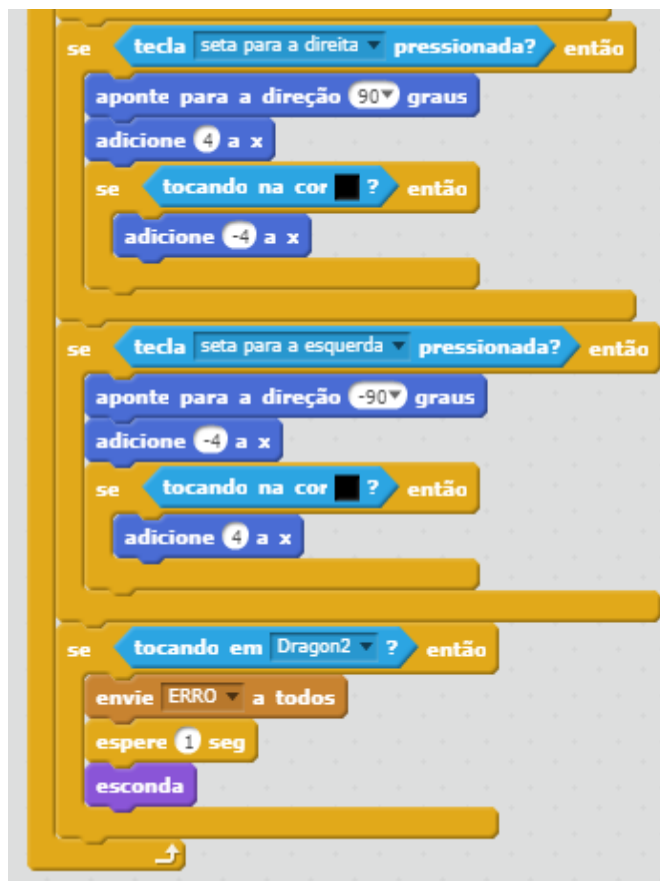 se tecla seta para a direita pressionada? então
aponte para a direção 90 graus
adicione 4 a x
se tocando na cor ? então
adicione -4 a x
se tecla seta para a esquerda pressionada? então
aponte para a direção -90 graus
adicione -4 a x
se tocando na cor ? então
adicione 4 a x
se tocando em Dragon2 ? então
envie ERRO a todos
espere 1 seg
esconda